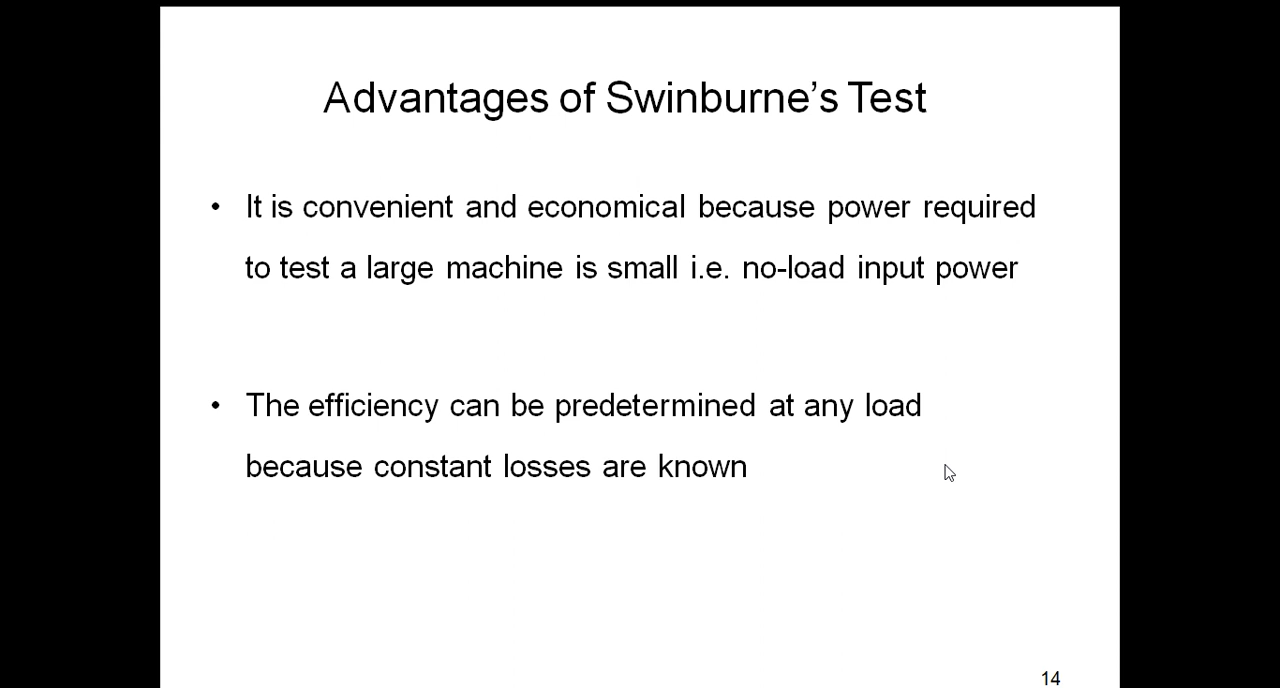 Advantages of Swinburne's Test
• It is convenient and economical because power required
to test a large machine is small i.e. no-load input power
• The efficiency can be predetermined at any load
because constant losses are known
14